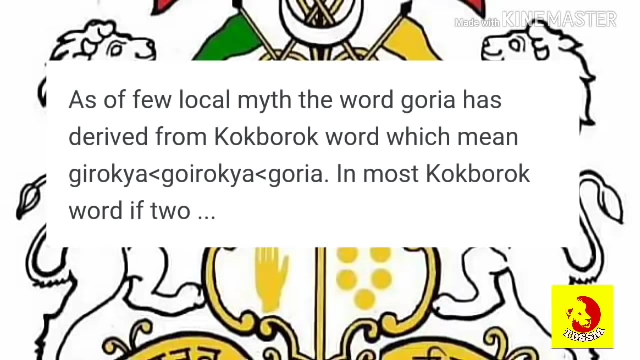 Made with KINEMASTER
As of few local myth the word goria has
derived from Kokborok word which mean
girokya<goirokya<goria. In most Kokborok
word if two ...